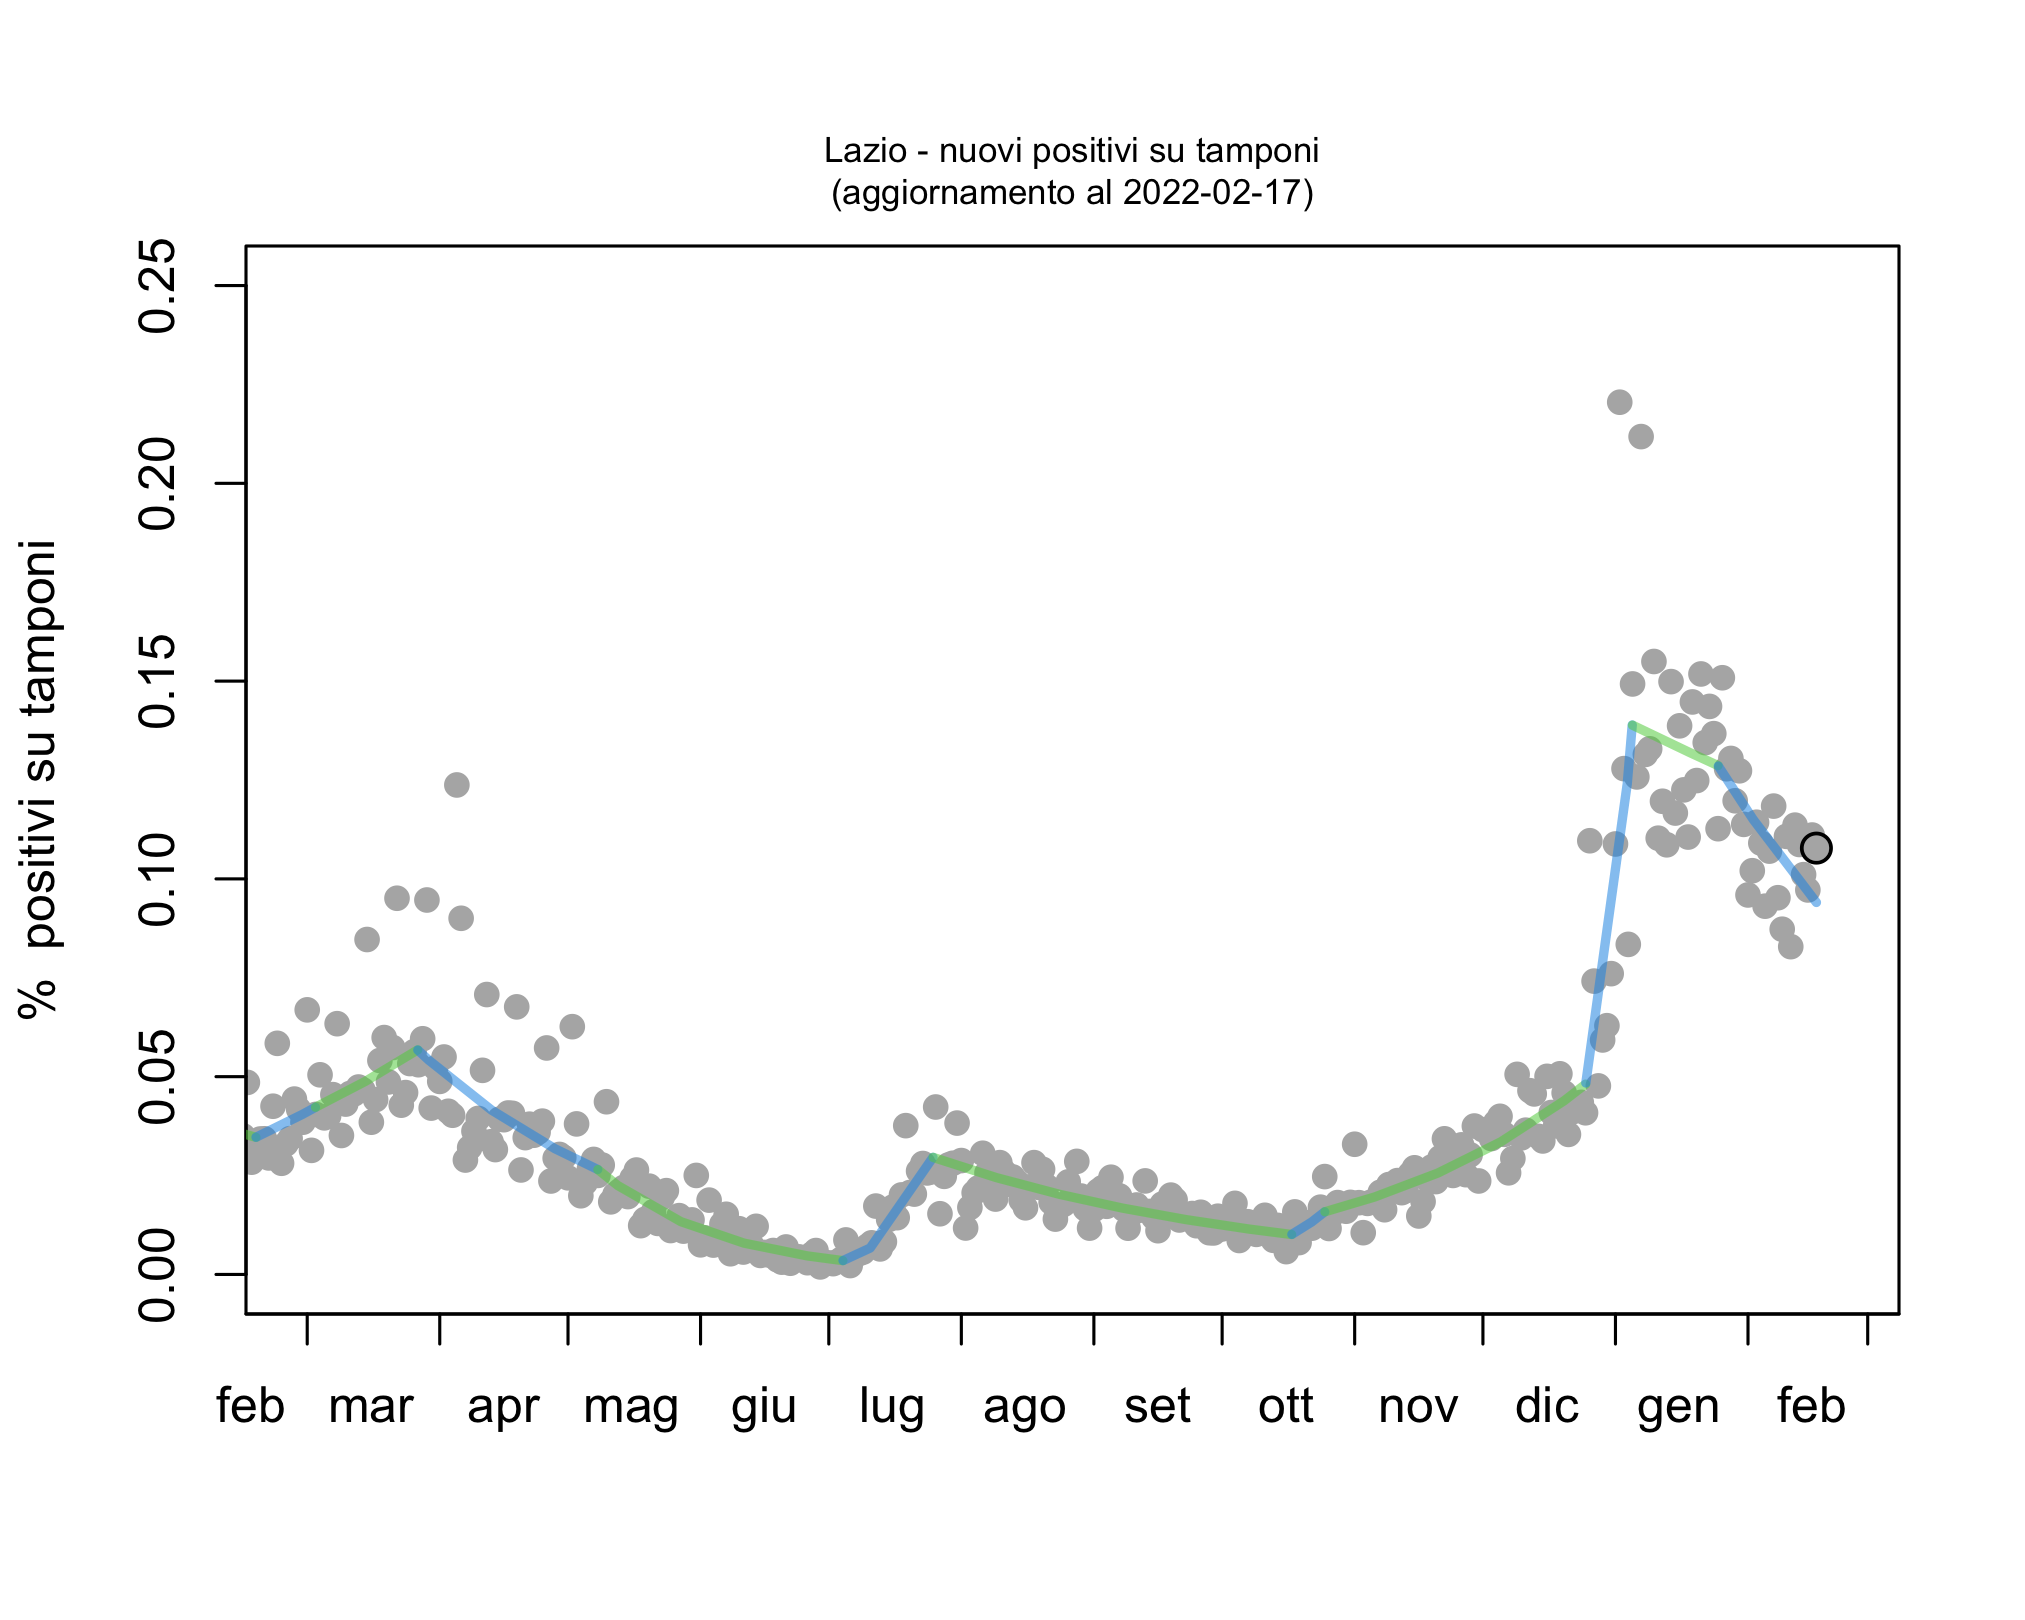 Lazio - nuovi positivi su tamponi
(aggiornamento al 2022-02-17)
% positivi su tamponi
0.25
0.20
0.15
0.10
0.05
0.00
feb mar apr mag giu lug ago set ott nov dic gen feb